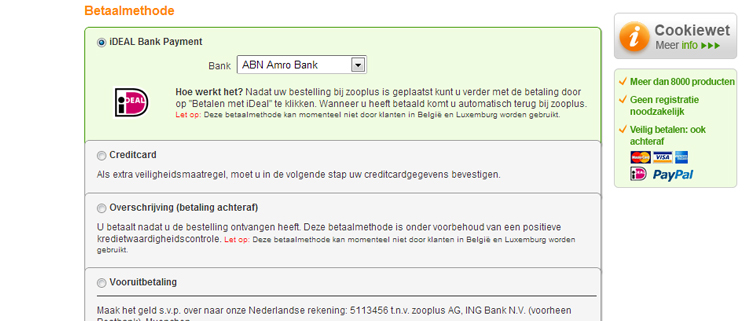 Betaalmethode
iDEAL Bank Payment
Bank ABN Amro Bank
Hoe werkt het? Nadat uw bestelling bij zooplus is geplaatst kunt u verder met de betaling door
op "Betalen met iDeal" te klikken. Wanneer u heeft betaald komt u automatisch terug bij zooplus.
Let op: Deze betaalmethode kan momenteel niet door klanten in België en Luxemburg worden gebruikt.
iDEAL
Creditcard
Als extra veiligheidsmaatregel, moet u in de volgende stap uw creditcardgegevens bevestigen.
Overschrijving (betaling achteraf)
U betaalt nadat u de bestelling ontvangen heeft. Deze betaalmethode is onder voorbehoud van een positieve
kredietwaardigheidscontrole. Let op: Deze betaalmethode kan momenteel niet door klanten in België en Luxemburg worden
gebruikt.
Vooruitbetaling
Maak het geld s.v.p. over naar onze Nederlandse rekening: 5113456 t.n.v. zooplus AG, ING Bank N.V. (voorheen
Postbank), Muenchen
i Cookiewet
Meer info
Meer dan 8000 producten
Geen registratie
noodzakelijk
Veilig betalen: ook
achteraf
MasterCard VISA
iDEAL PayPal